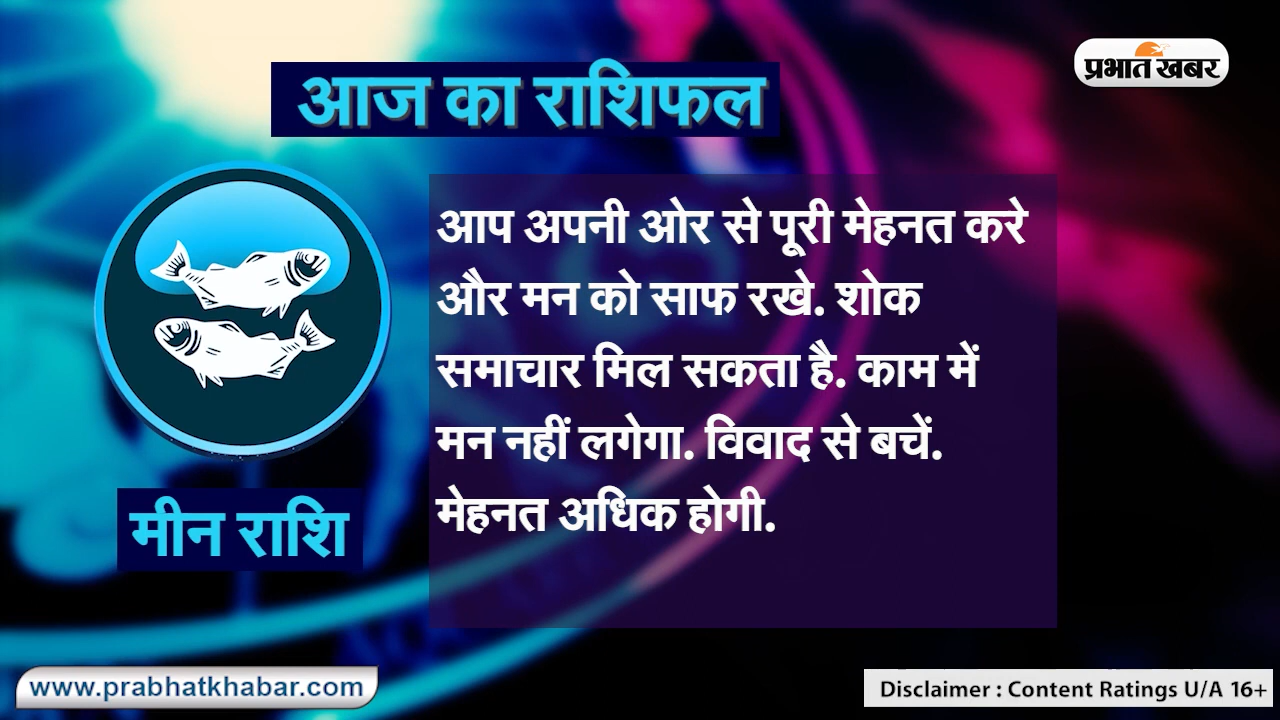 आज का राशिफल
प्रभात खबर
आप अपनी ओर से पूरी मेहनत करे
और मन को साफ रखे. शोक
समाचार मिल सकता है. काम में
मन नहीं लगेगा. विवाद से बचें.
मेहनत अधिक होगी.
मीन राशि
www.prabhatkhabar.com
Disclaimer : Content Ratings U/A 16+